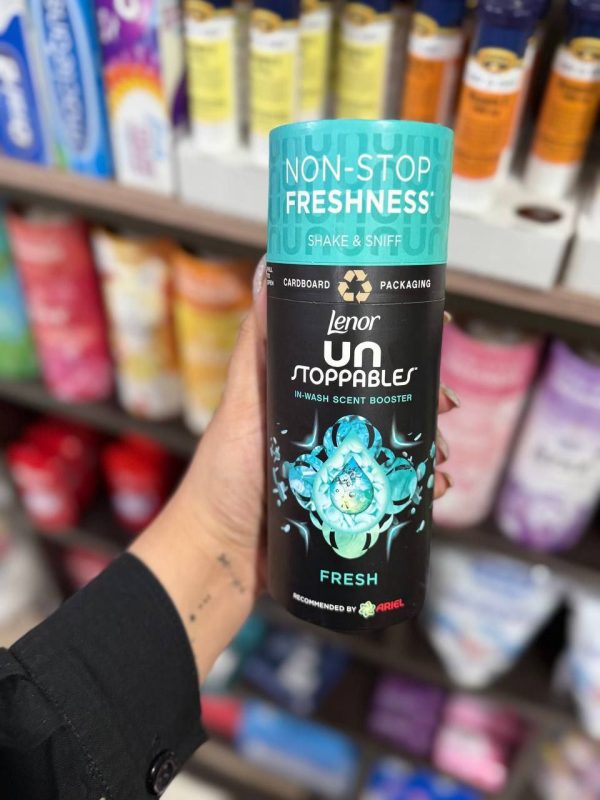 NON-STOP
FRESHNESS*
SHAKE & SNIFF
CARDBOARD PACKAGING
Lenor
UN
STOPPABLES
IN-WASH SCENT BOOSTER
FRESH
RECOMMENDED BY ARIEL